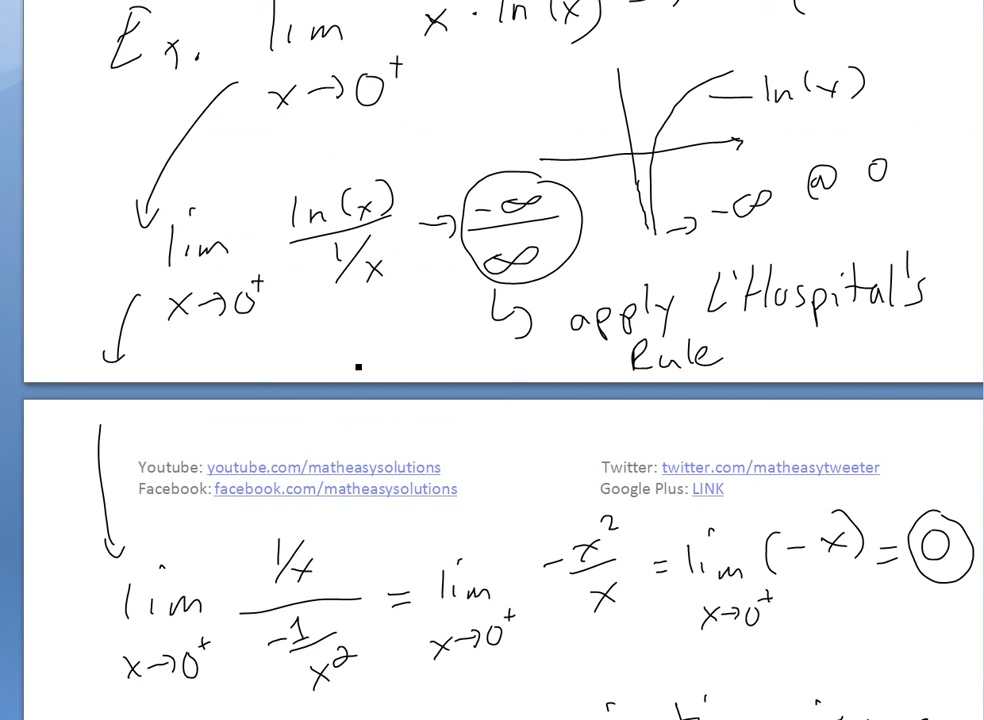 Ex. lim x · ln(x)
x→0⁺
— ln(x)
→ -∞ @ 0
lim ln(x) / 1/x → -∞ / ∞
x→0⁺
↳ apply L'Hospital's
Rule
Youtube: youtube.com/matheasysolutions Twitter: twitter.com/matheasytweeter
Facebook: facebook.com/matheasysolutions Google Plus: LINK
lim 1/x / -1/x² = lim -x²/x = lim (-x) = 0
x→0⁺ x→0⁺ x→0⁺